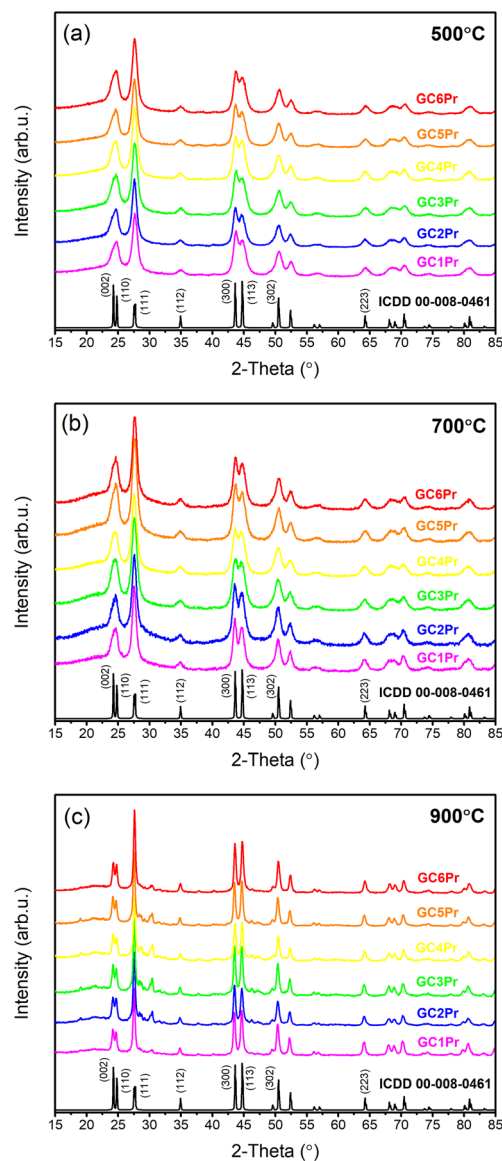 (a)
500°C
GC6Pr
GC5Pr
GC4Pr
GC3Pr
GC2Pr
GC1Pr
(002)
(110)
(111)
(112)
(300)
(113)
(302)
(223)
ICDD 00-008-0461
Intensity (arb.u.)
15 20 25 30 35 40 45 50 55 60 65 70 75 80 85
2-Theta (°)
(b)
700°C
GC6Pr
GC5Pr
GC4Pr
GC3Pr
GC2Pr
GC1Pr
(002)
(110)
(111)
(112)
(300)
(113)
(302)
(223)
ICDD 00-008-0461
Intensity (arb.u.)
15 20 25 30 35 40 45 50 55 60 65 70 75 80 85
2-Theta (°)
(c)
900°C
GC6Pr
GC5Pr
GC4Pr
GC3Pr
GC2Pr
GC1Pr
(002)
(110)
(111)
(112)
(300)
(113)
(302)
(223)
ICDD 00-008-0461
Intensity (arb.u.)
15 20 25 30 35 40 45 50 55 60 65 70 75 80 85
2-Theta (°)